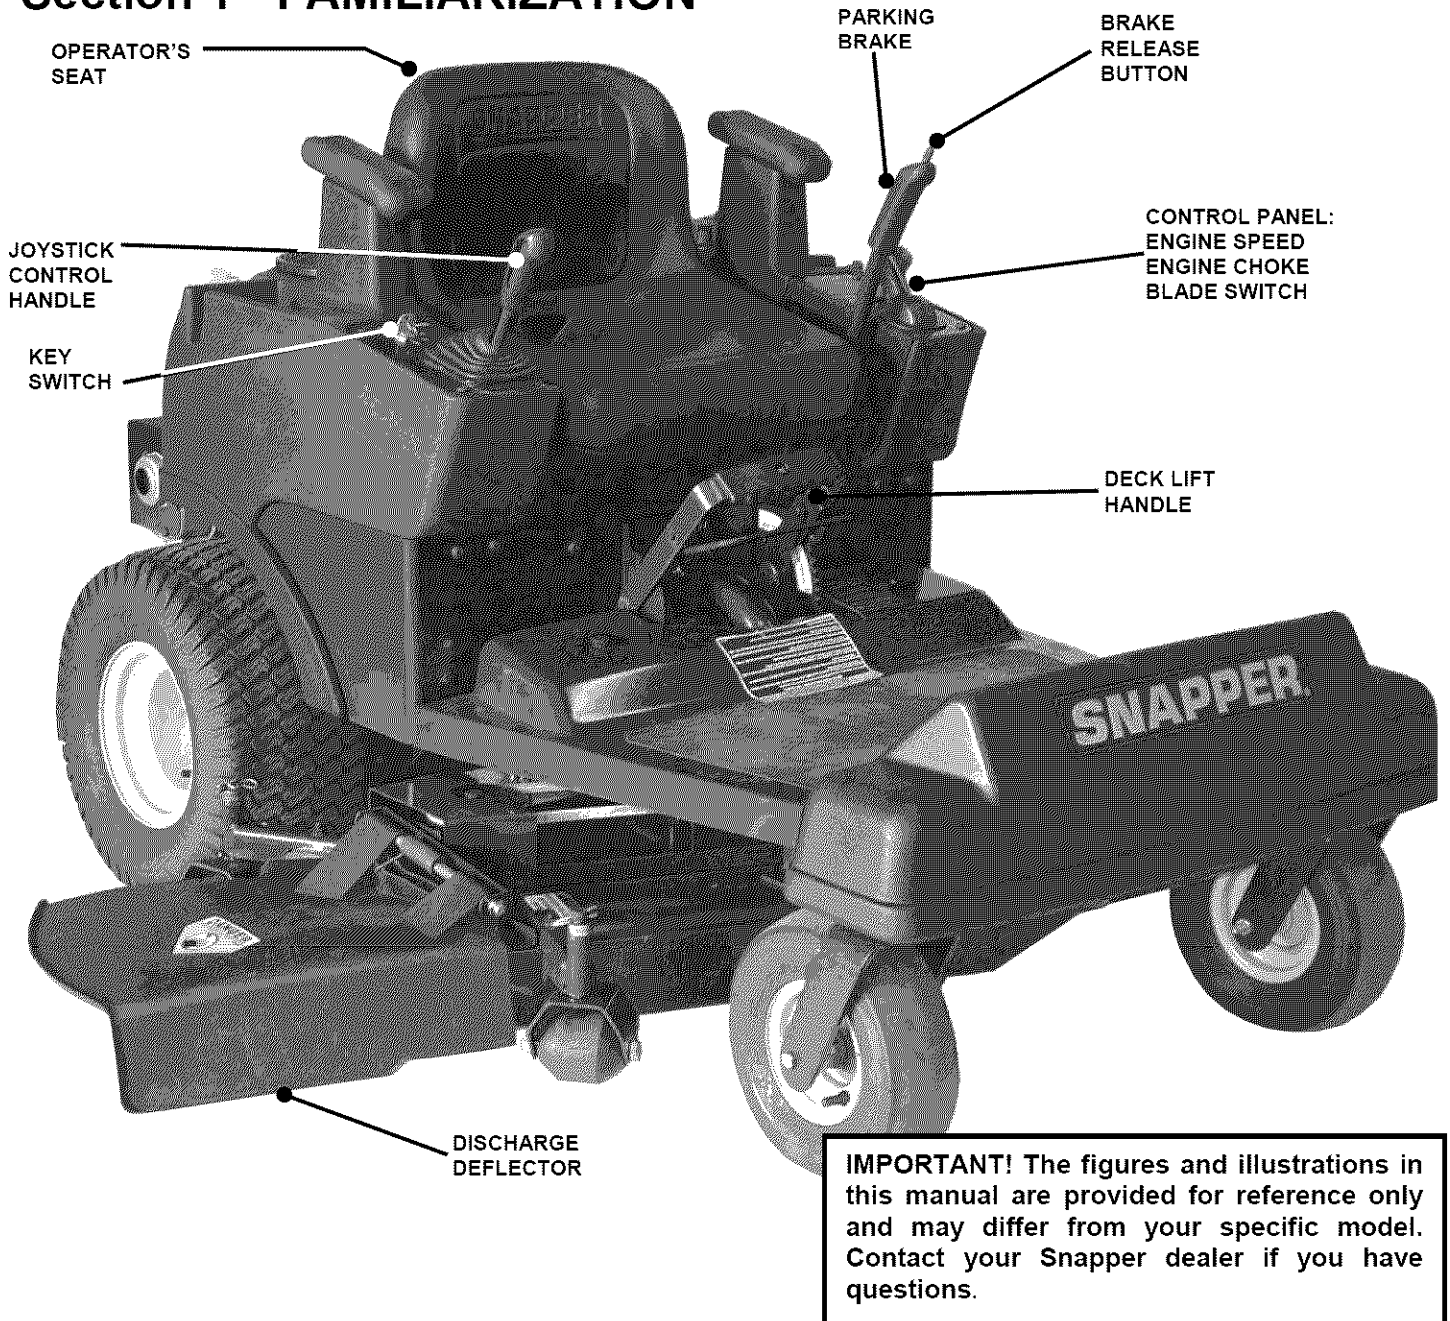 Section 1 - FAMILIARIZATION
PARKING
BRAKE
BRAKE
RELEASE
BUTTON
OPERATOR'S
SEAT
CONTROL PANEL:
ENGINE SPEED
ENGINE CHOKE
BLADE SWITCH
JOYSTICK
CONTROL
HANDLE
KEY
SWITCH
DECK LIFT
HANDLE
SNAPPER.
DISCHARGE
DEFLECTOR
IMPORTANT! The figures and illustrations in
this manual are provided for reference only
and may differ from your specific model.
Contact your Snapper dealer if you have
questions.